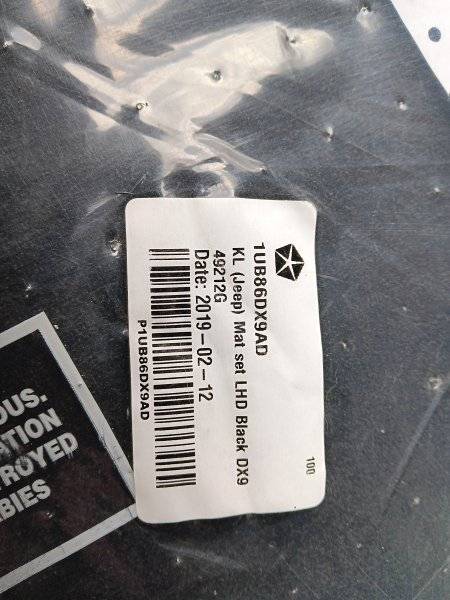 100
1UB86DX9AD
KL (Jeep) Mat set LHD Black DX9
49212G
Date: 2019-02-12
P1UB86DX9AD
OUS.
TION
ROYED
BIES